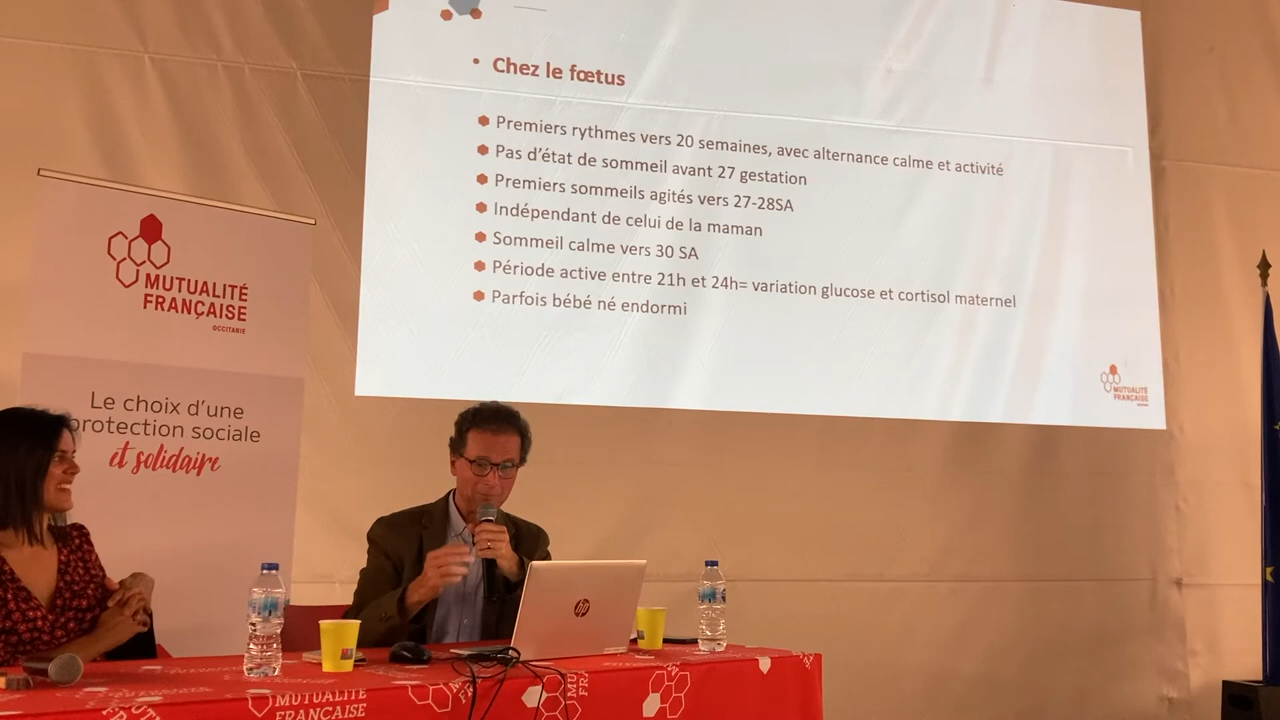 • Chez le fœtus
Premiers rythmes vers 20 semaines, avec alternance calme et activité
Pas d’état de sommeil avant 27 gestation
Premiers sommeils agités vers 27-28SA
Indépendant de celui de la maman
Sommeil calme vers 30 SA
Période active entre 21h et 24h= variation glucose et cortisol maternel
Parfois bébé né endormi
MUTUALITÉ
FRANÇAISE
MUTUALITÉ
FRANÇAISE
OCCITANIE
Le choix d’une
protection sociale
et solidaire
hp
MUTUALITÉ
FRANÇAISE